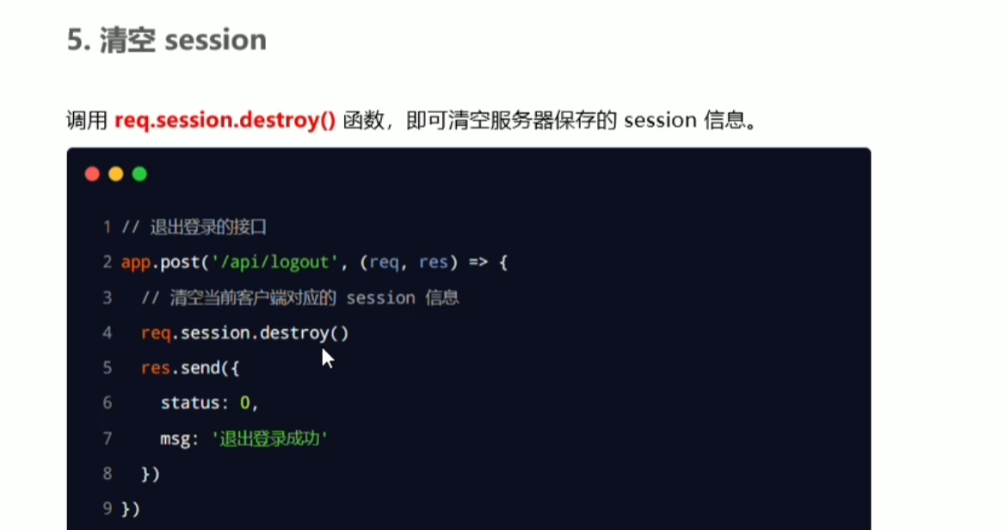 5. 清空 session
调用 req.session.destroy() 函数，即可清空服务器保存的 session 信息。
1 // 退出登录的接口
2 app.post('/api/logout', (req, res) => {
3 // 清空当前客户端对应的 session 信息
4 req.session.destroy()
5 res.send({
6 status: 0,
7 msg: '退出登录成功'
8 })
9 })